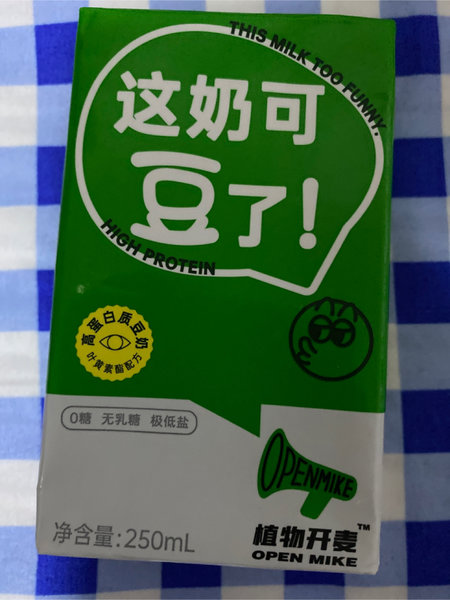 THIS MILK TOO FUNNY.
这奶可
豆了!
HIGH PROTEIN
高蛋白质豆奶
叶黄素酯配方
0糖 无乳糖 极低盐
OPENMIKE
净含量:250mL
植物开麦™
OPEN MIKE